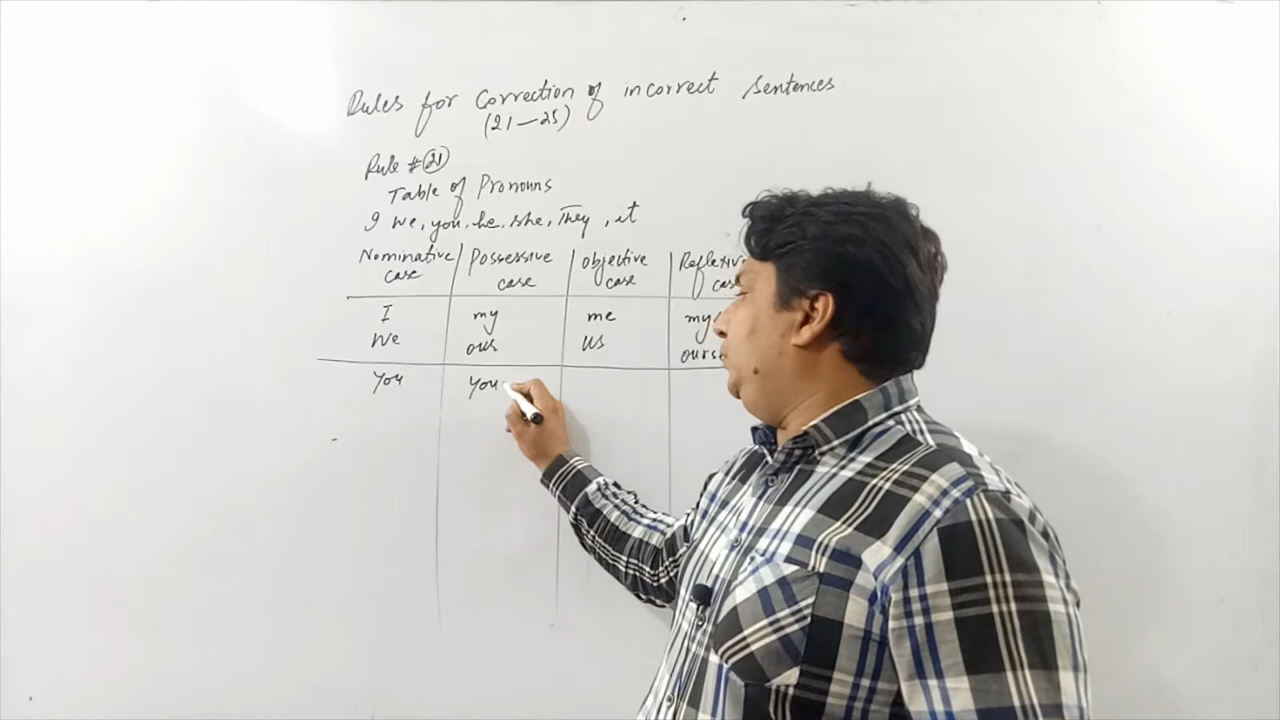 Rules for Correction of incorrect sentences
(21-25)
Rule #21
Table of Pronouns
I we, you, he, she, They, it
Nominative case Possessive case objective case Reflexive case
I my me my
we our us ours
You You